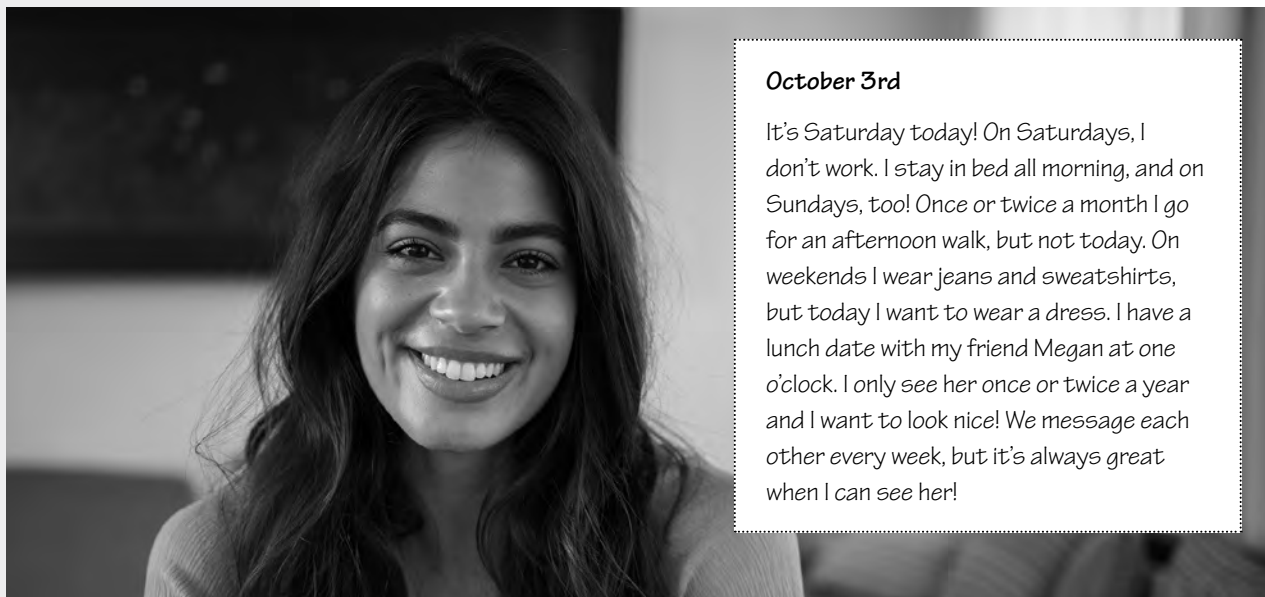 October 3rd
It's Saturday today! On Saturdays, I
don't work. I stay in bed all morning, and on
Sundays, too! Once or twice a month I go
for an afternoon walk, but not today. On
weekends I wear jeans and sweatshirts,
but today I want to wear a dress. I have a
lunch date with my friend Megan at one
o'clock. I only see her once or twice a year
and I want to look nice! We message each
other every week, but it's always great
when I can see her!